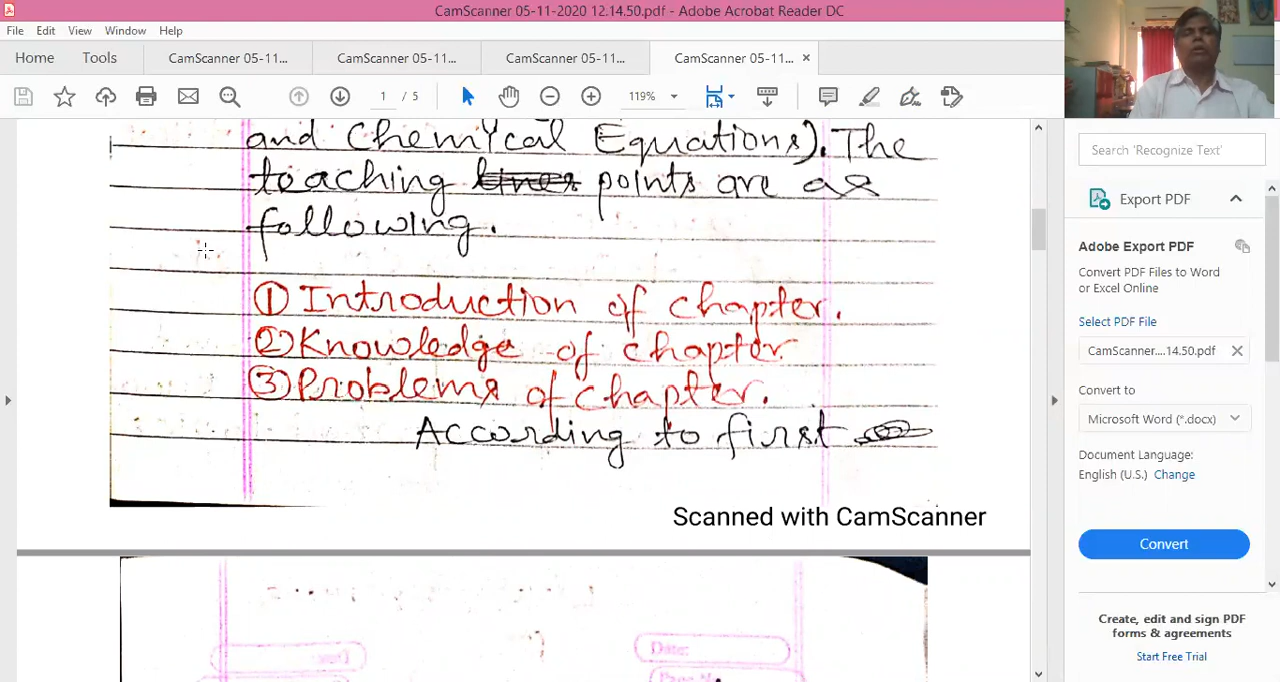 CamScanner 05-11-2020 12.14.50.pdf - Adobe Acrobat Reader DC
File Edit View Window Help
Home Tools CamScanner 05-11... CamScanner 05-11... CamScanner 05-11... CamScanner 05-11... ×
1 / 5 119%
and Chemical Equations). The
teaching points are as
following.
① Introduction of chapter.
② Knowledge of chapter.
③ Problems of chapter.
According to first
Scanned with CamScanner
Date:
Search 'Recognize Text'
Export PDF
Adobe Export PDF
Convert PDF Files to Word
or Excel Online
Select PDF File
CamScanner....14.50.pdf
Convert to
Microsoft Word (*.docx)
Document Language:
English (U.S.) Change
Convert
Create, edit and sign PDF
forms & agreements
Start Free Trial